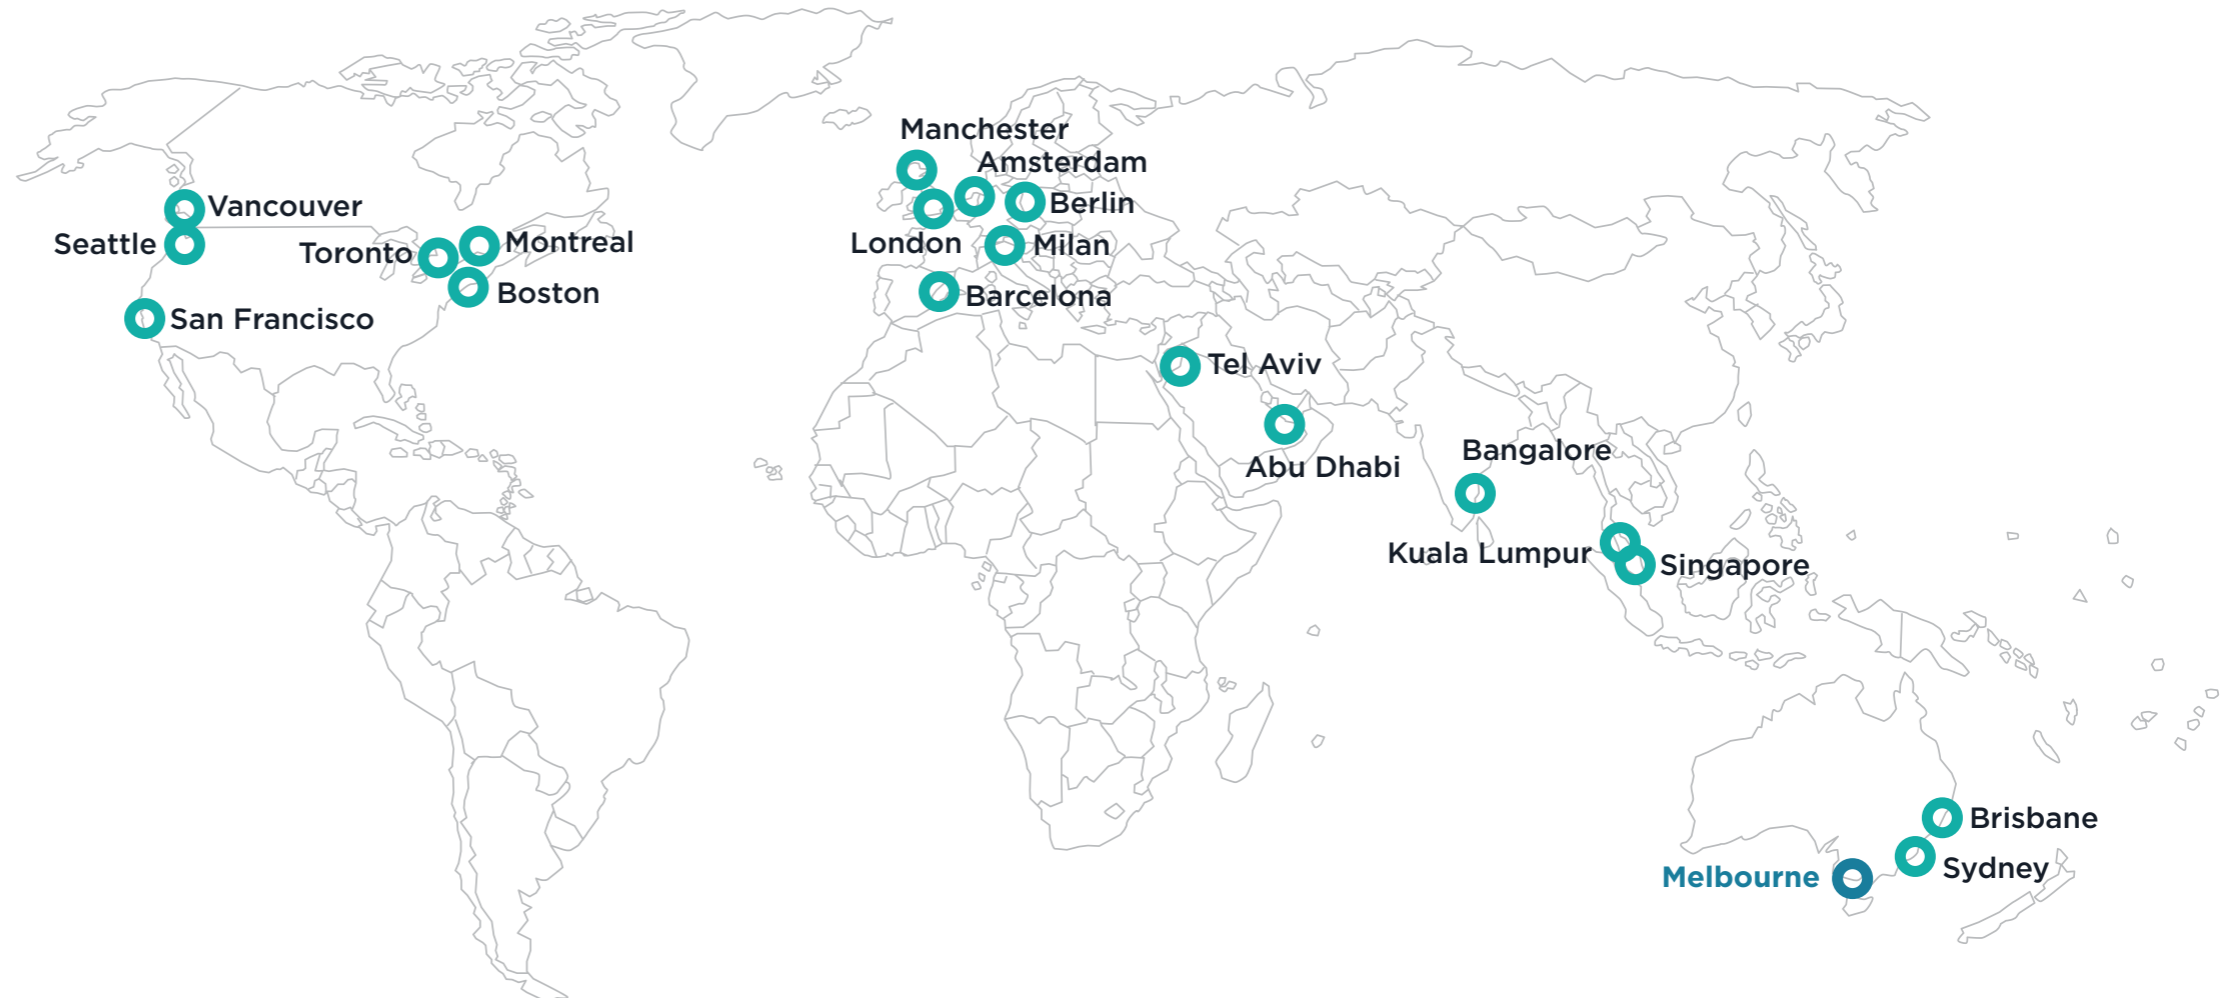 Manchester
Amsterdam
Vancouver
Berlin
Seattle
Toronto
Montreal
London
Milan
Boston
Barcelona
San Francisco
Tel Aviv
Bangalore
Abu Dhabi
Kuala Lumpur
Singapore
Brisbane
Melbourne
Sydney